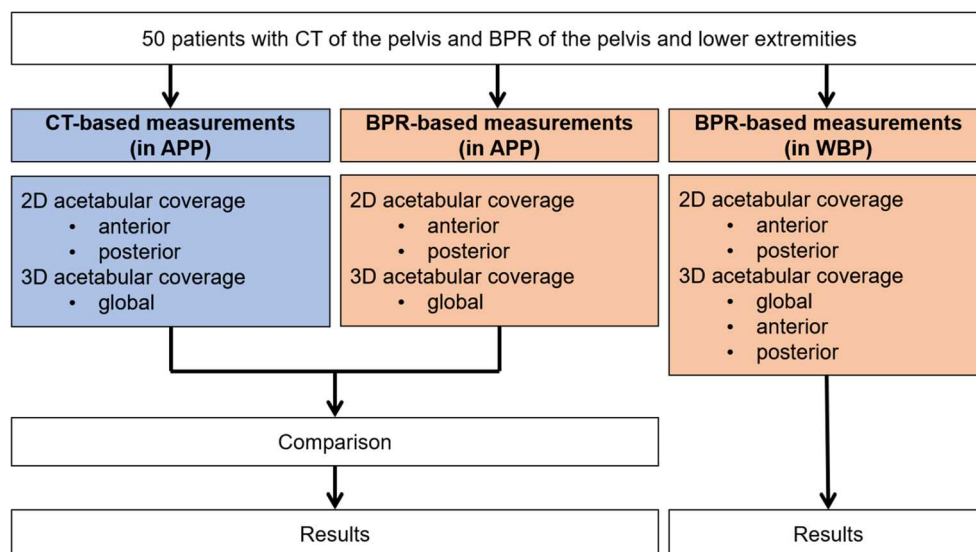 50 patients with CT of the pelvis and BPR of the pelvis and lower extremities
CT-based measurements
(in APP)
2D acetabular coverage
• anterior
• posterior
3D acetabular coverage
• global
BPR-based measurements
(in APP)
2D acetabular coverage
• anterior
• posterior
3D acetabular coverage
• global
BPR-based measurements
(in WBP)
2D acetabular coverage
• anterior
• posterior
3D acetabular coverage
• global
• anterior
• posterior
Comparison
Results
Results